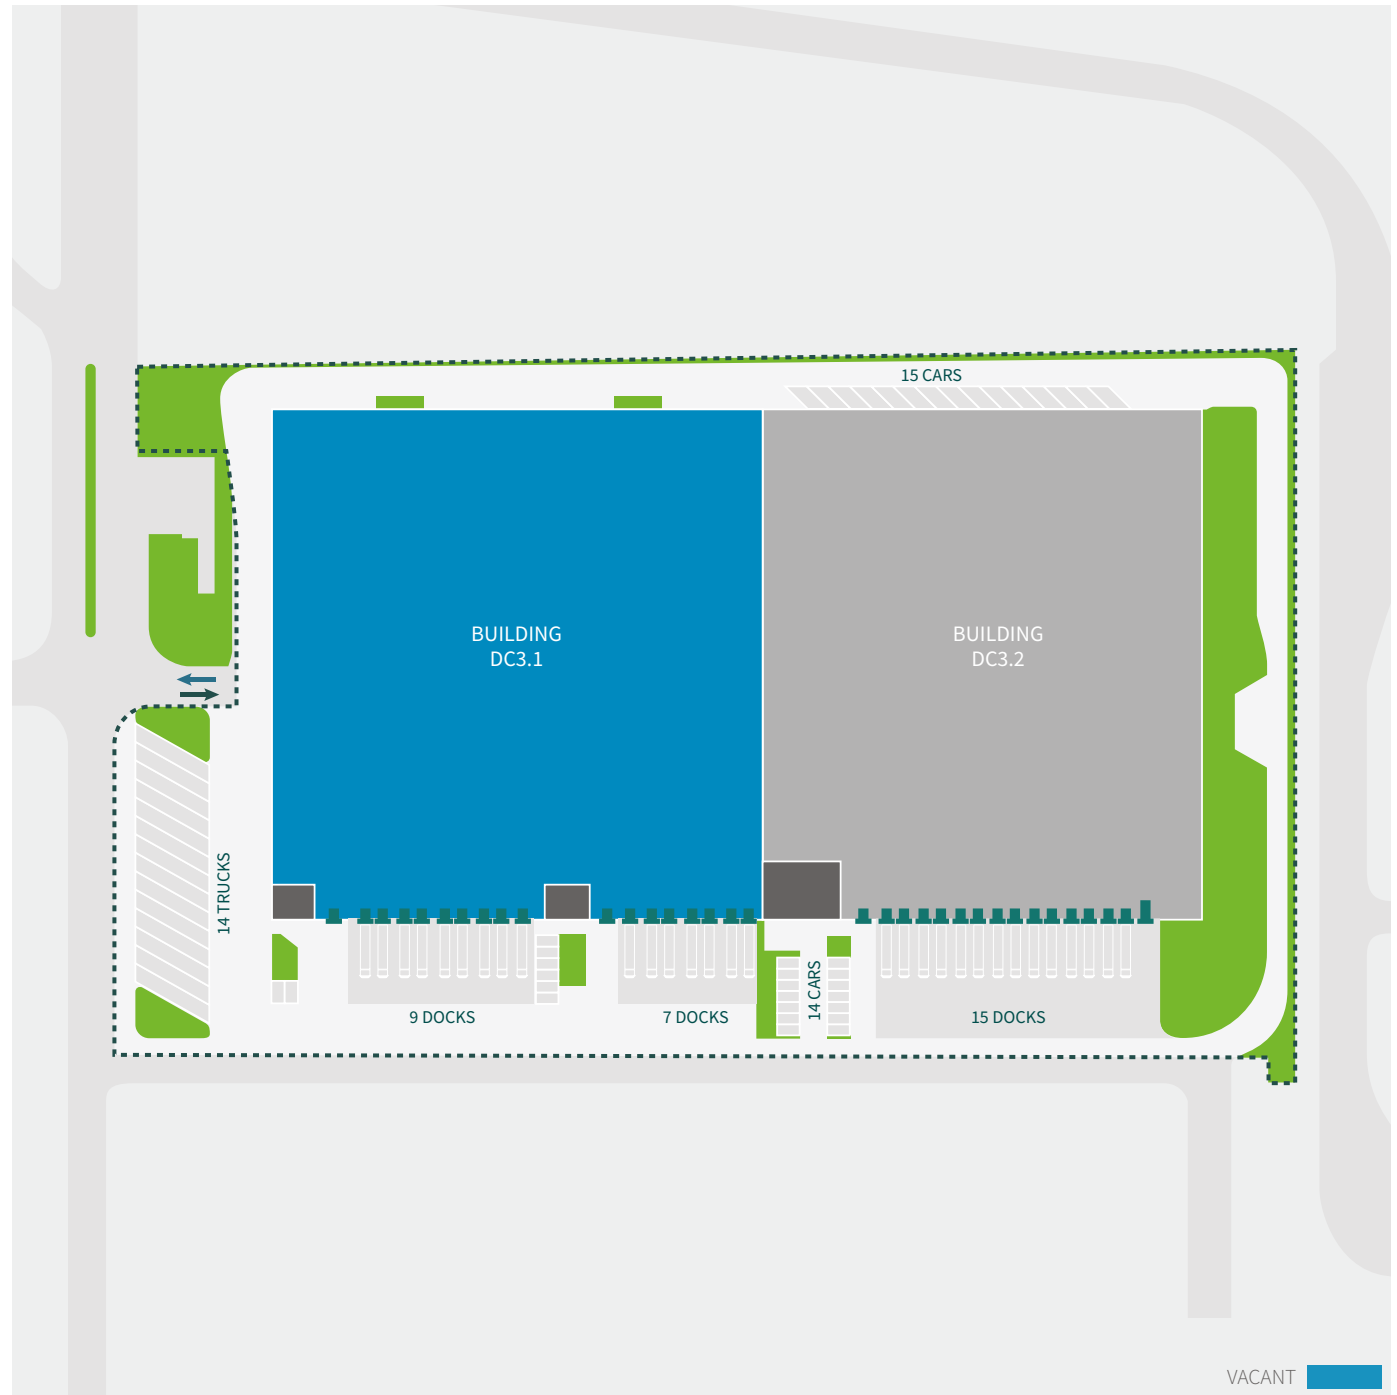 15 CARS
BUILDING
DC3.1
BUILDING
DC3.2
14 TRUCKS
14 CARS
9 DOCKS
7 DOCKS
15 DOCKS
VACANT